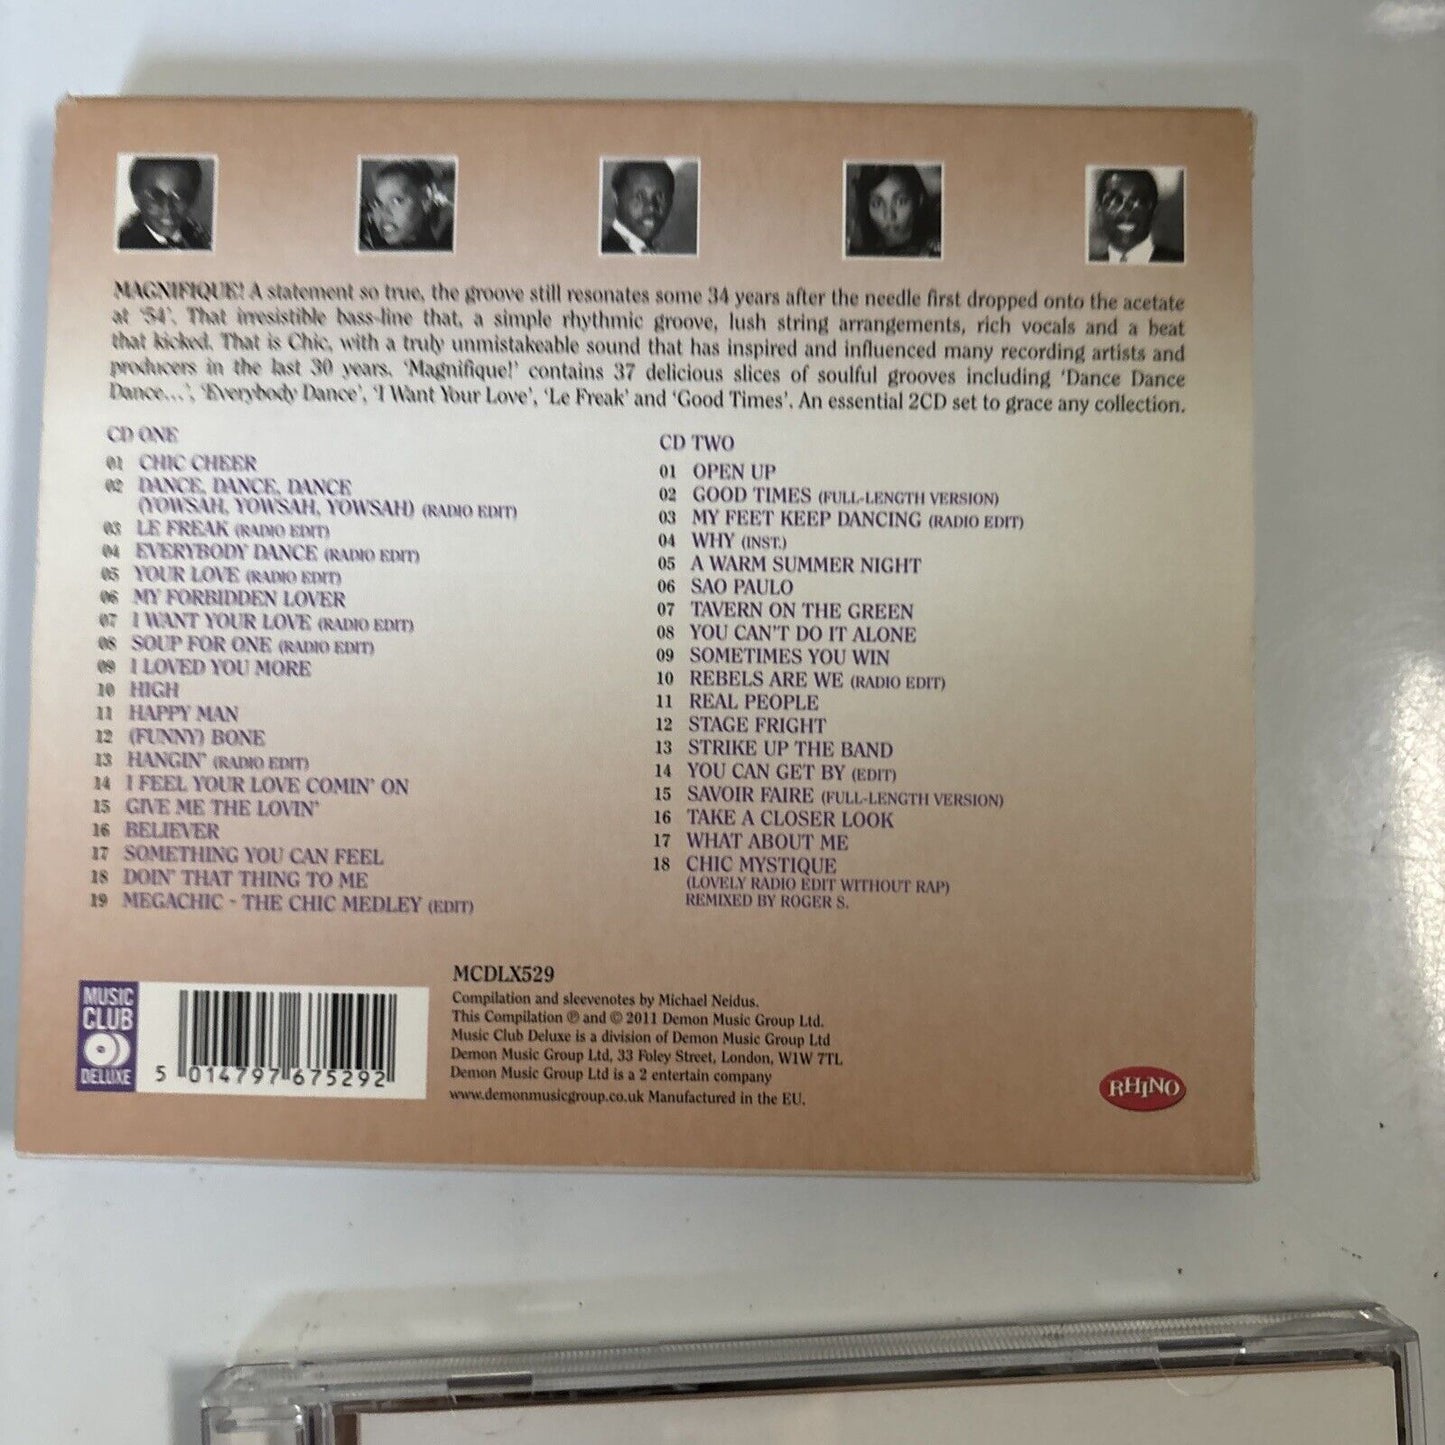 MAGNIFIQUE! A statement so true, the groove still resonates some 34 years after the needle first dropped onto the acetate
at ‘54’. That irresistible bass-line that, a simple rhythmic groove, lush string arrangements, rich vocals and a beat
that kicked. That is Chic, with a truly unmistakeable sound that has inspired and influenced many recording artists and
producers in the last 30 years. ‘Magnifique!’ contains 37 delicious slices of soulful grooves including ‘Dance Dance
Dance...’, ‘Everybody Dance’, ‘I Want Your Love’, ‘Le Freak’ and ‘Good Times’. An essential 2CD set to grace any collection.
CD ONE
01 CHIC CHEER
02 DANCE, DANCE, DANCE
(YOWSAH, YOWSAH, YOWSAH) (RADIO EDIT)
03 LE FREAK (RADIO EDIT)
04 EVERYBODY DANCE (RADIO EDIT)
05 YOUR LOVE (RADIO EDIT)
06 MY FORBIDDEN LOVER
07 I WANT YOUR LOVE (RADIO EDIT)
08 SOUP FOR ONE (RADIO EDIT)
09 I LOVED YOU MORE
10 HIGH
11 HAPPY MAN
12 (FUNNY) BONE
13 HANGIN’ (RADIO EDIT)
14 I FEEL YOUR LOVE COMIN’ ON
15 GIVE ME THE LOVIN’
16 BELIEVER
17 SOMETHING YOU CAN FEEL
18 DOIN’ THAT THING TO ME
19 MEGACHIC - THE CHIC MEDLEY (EDIT)
CD TWO
01 OPEN UP
02 GOOD TIMES (FULL-LENGTH VERSION)
03 MY FEET KEEP DANCING (RADIO EDIT)
04 WHY (INST.)
05 A WARM SUMMER NIGHT
06 SAO PAULO
07 TAVERN ON THE GREEN
08 YOU CAN’T DO IT ALONE
09 SOMETIMES YOU WIN
10 REBELS ARE WE (RADIO EDIT)
11 REAL PEOPLE
12 STAGE FRIGHT
13 STRIKE UP THE BAND
14 YOU CAN GET BY (EDIT)
15 SAVOIR FAIRE (FULL-LENGTH VERSION)
16 TAKE A CLOSER LOOK
17 WHAT ABOUT ME
18 CHIC MYSTIQUE
(LOVELY RADIO EDIT WITHOUT RAP)
REMIXED BY ROGER S.
MUSIC
CLUB
DELUXE
5 014797 675292
MCDLX529
Compilation and sleevenotes by Michael Neidus.
This Compilation ℗ and © 2011 Demon Music Group Ltd.
Music Club Deluxe is a division of Demon Music Group Ltd
Demon Music Group Ltd, 33 Foley Street, London, W1W 7TL
Demon Music Group Ltd is a 2 entertain company
www.demonmusicgroup.co.uk Manufactured in the EU.
RHINO